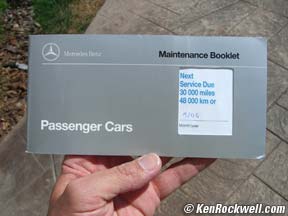 Mercedes-Benz
Maintenance Booklet
Next
Service Due
30 000 miles
48 000 km or
Passenger Cars
©KenRockwell.com